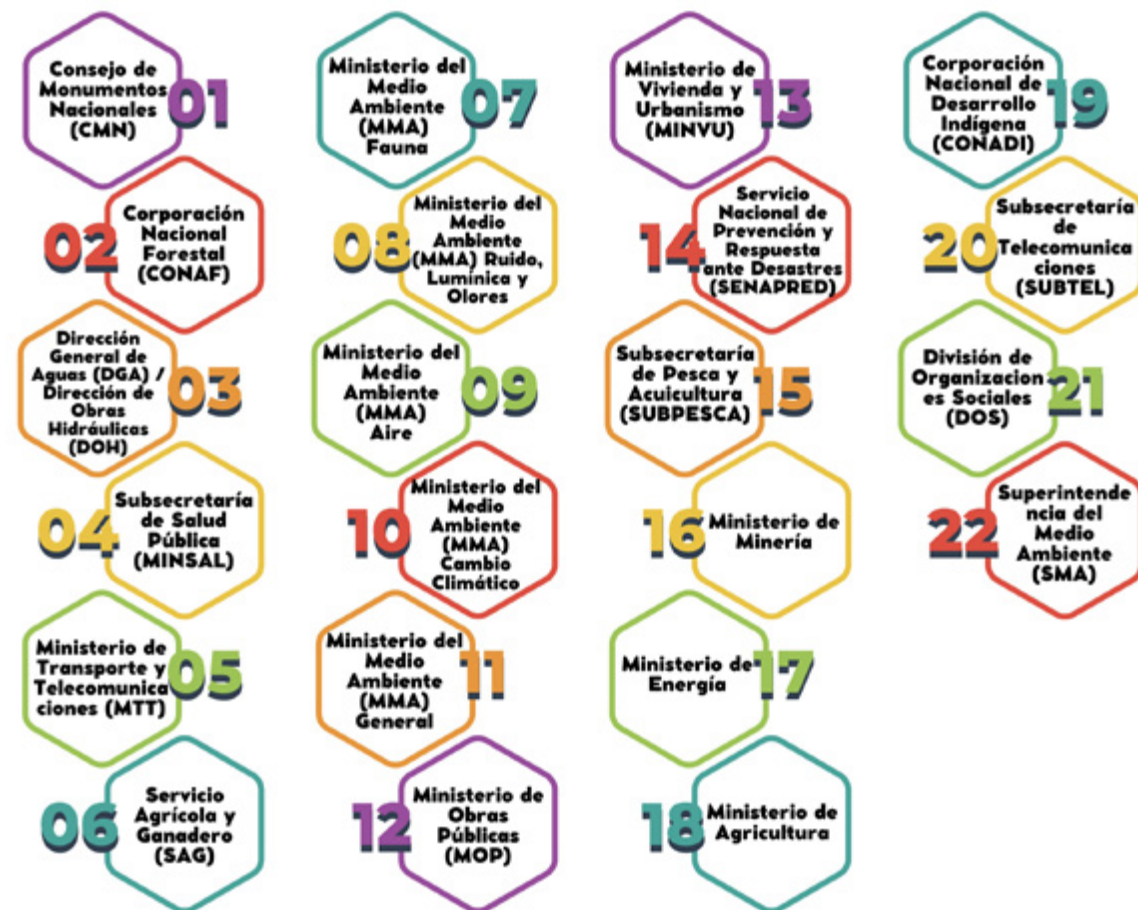 Consejo de
Monumentos
Nacionales
(CMN)
01
02
Corporación
Nacional
Forestal
(CONAF)
Dirección
General de
Aguas (DGA) /
Dirección de
Obras
Hidráulicas
(DOH)
03
04
Subsecretaría
de Salud
Pública
(MINSAL)
Ministerio de
Transporte y
Telecomunica
ciones (MTT)
05
06
Servicio
Agrícola y
Ganadero
(SAG)
Ministerio del
Medio
Ambiente
(MMA)
Fauna
07
08
Ministerio del
Medio
Ambiente
(MMA) Ruido,
Lumínica y
Olores
Ministerio del
Medio
Ambiente
(MMA)
Aire
09
10
Ministerio del
Medio
Ambiente
(MMA)
Cambio
Climático
Ministerio del
Medio
Ambiente
(MMA)
General
11
12
Ministerio de
Obras
Públicas
(MOP)
Ministerio de
Vivienda y
Urbanismo
(MINVU)
13
14
Servicio
Nacional de
Prevención y
Respuesta
ante Desastres
(SENAPRED)
Subsecretaría
de Pesca y
Acuicultura
(SUBPESCA)
15
16
Ministerio de
Minería
Ministerio de
Energía
17
18
Ministerio de
Agricultura
Corporación
Nacional de
Desarrollo
Indígena
(CONADI)
19
20
Subsecretaría
de
Telecomunica
ciones
(SUBTEL)
División de
Organizacion
es Sociales
(DOS)
21
22
Superintende
ncia del
Medio
Ambiente
(SMA)